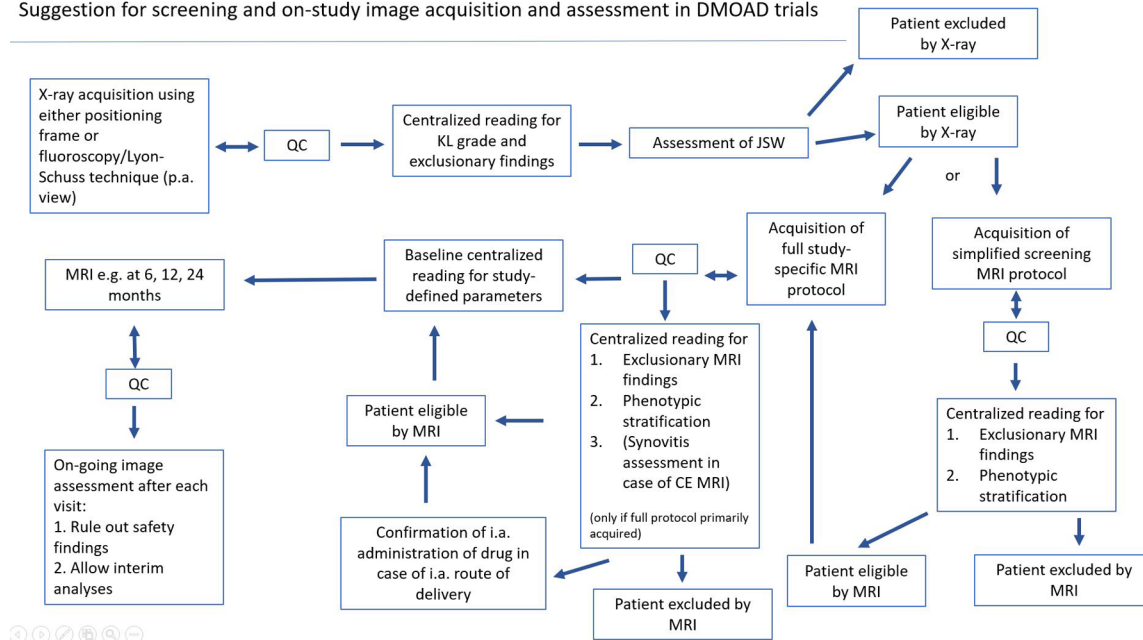 Suggestion for screening and on-study image acquisition and assessment in DMOAD trials
Patient excluded
by X-ray
X-ray acquisition using
either positioning
frame or
fluoroscopy/Lyon-
Schuss technique (p.a.
view)
QC
Centralized reading for
KL grade and
exclusionary findings
Assessment of JSW
Patient eligible
by X-ray
or
Acquisition of
full study-
specific MRI
protocol
Acquisition of
simplified screening
MRI protocol
QC
Baseline centralized
reading for study-
defined parameters
MRI e.g. at 6, 12, 24
months
QC
QC
Centralized reading for
1. Exclusionary MRI
findings
2. Phenotypic
stratification
3. (Synovitis
assessment in
case of CE MRI)
(only if full protocol primarily
acquired)
Patient eligible
by MRI
Centralized reading for
1. Exclusionary MRI
findings
2. Phenotypic
stratification
On-going image
assessment after each
visit:
1. Rule out safety
findings
2. Allow interim
analyses
Confirmation of i.a.
administration of drug in
case of i.a. route of
delivery
Patient excluded by
MRI
Patient eligible
by MRI
Patient excluded by
MRI